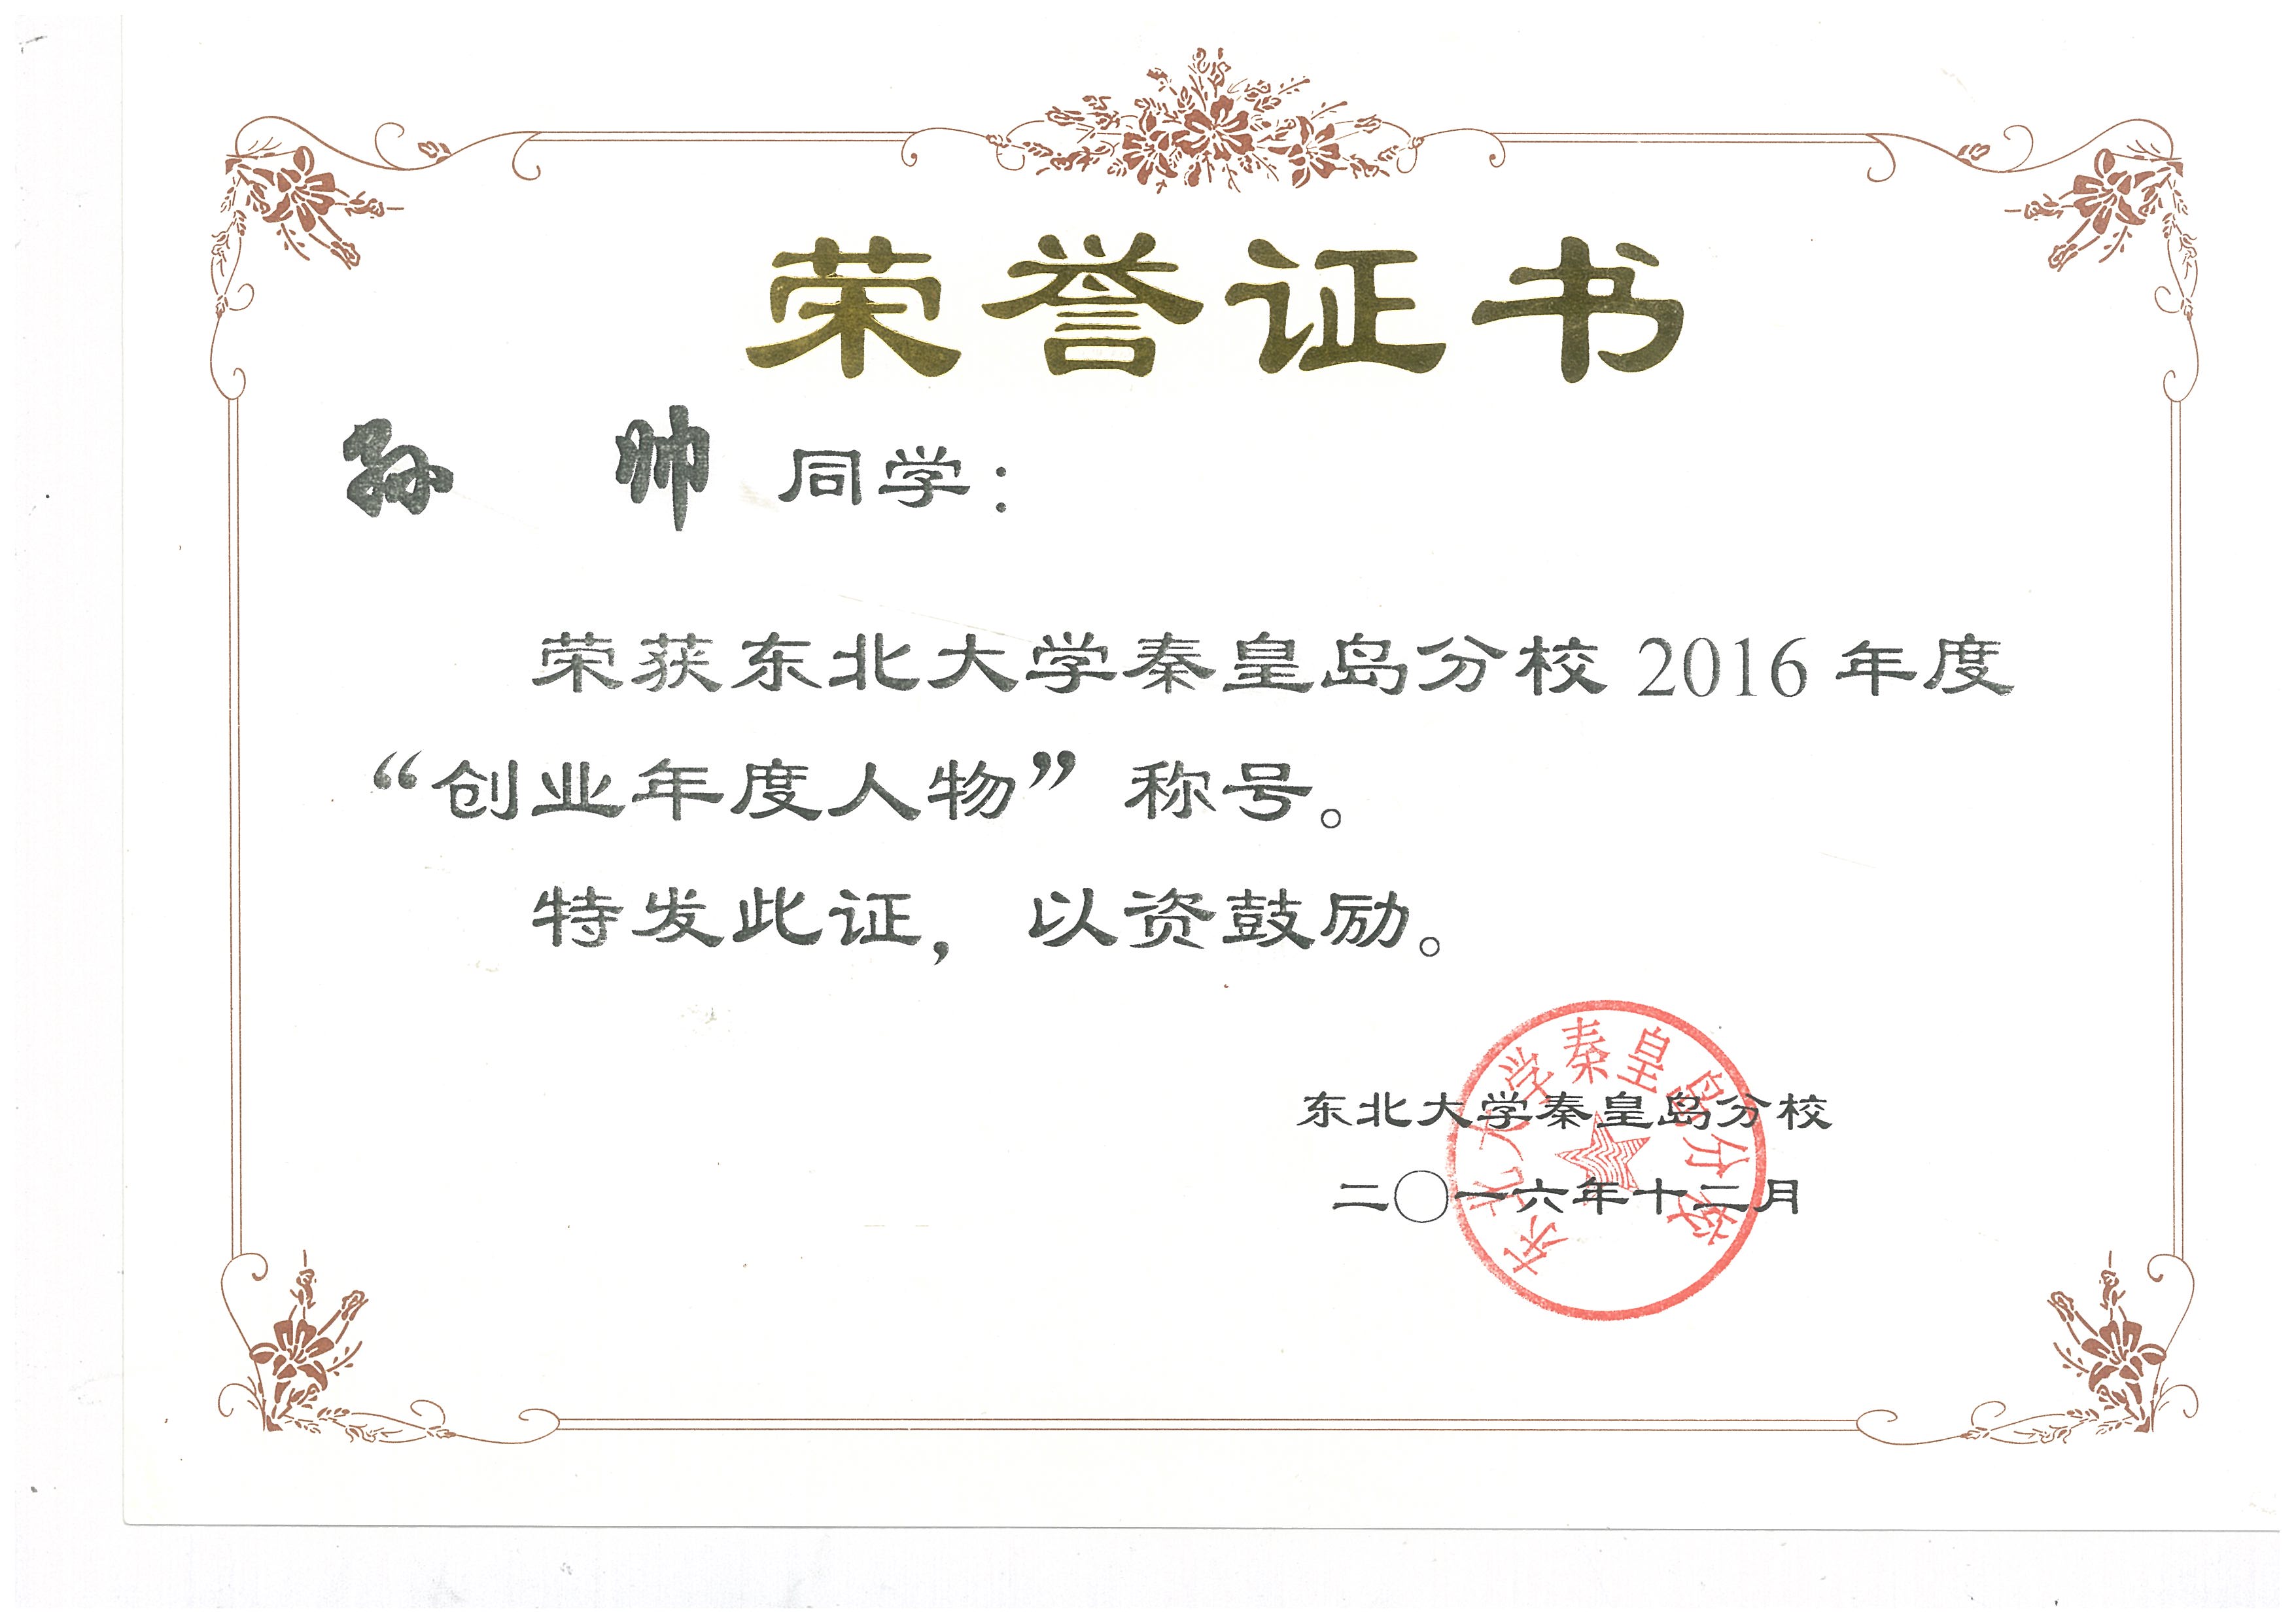 荣誉证书
孙 帅 同学：
荣获东北大学秦皇岛分校 2016 年度
“创业年度人物”称号。
特发此证，以资鼓励。
东北大学秦皇岛分校
二〇一六年十二月
东北大学秦皇岛分校